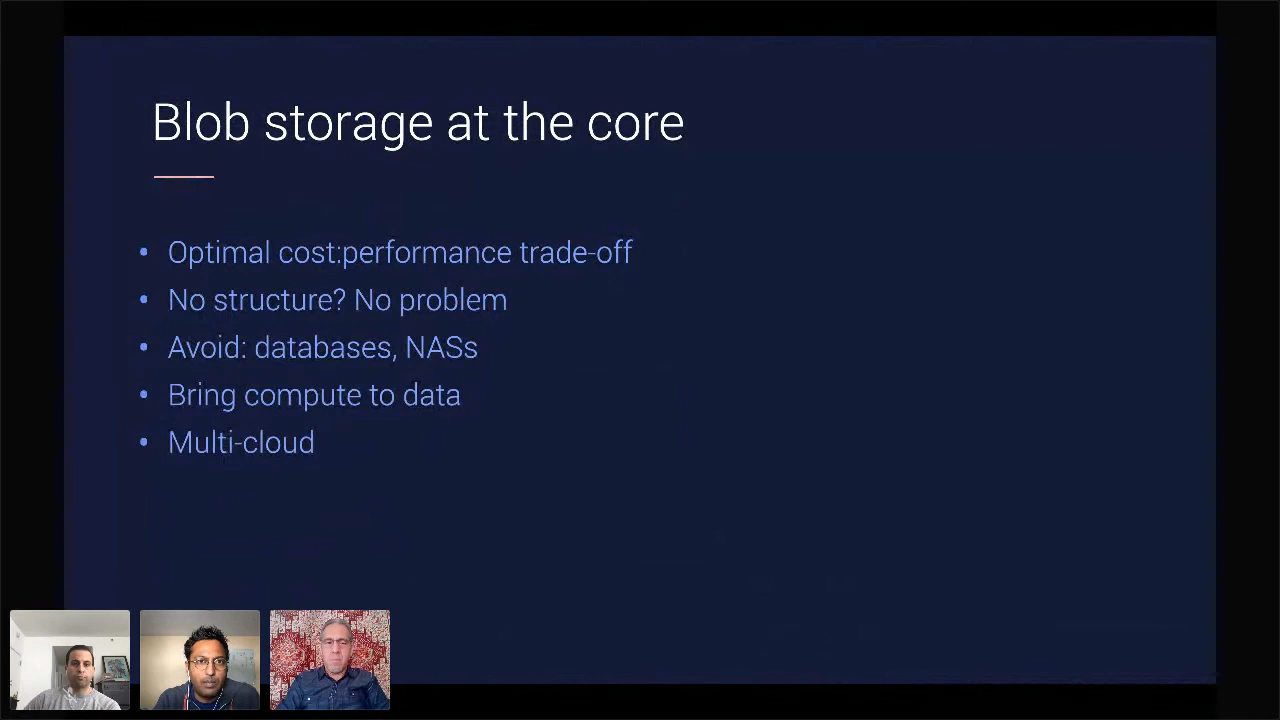 Blob storage at the core
• Optimal cost:performance trade-off
• No structure? No problem
• Avoid: databases, NASs
• Bring compute to data
• Multi-cloud